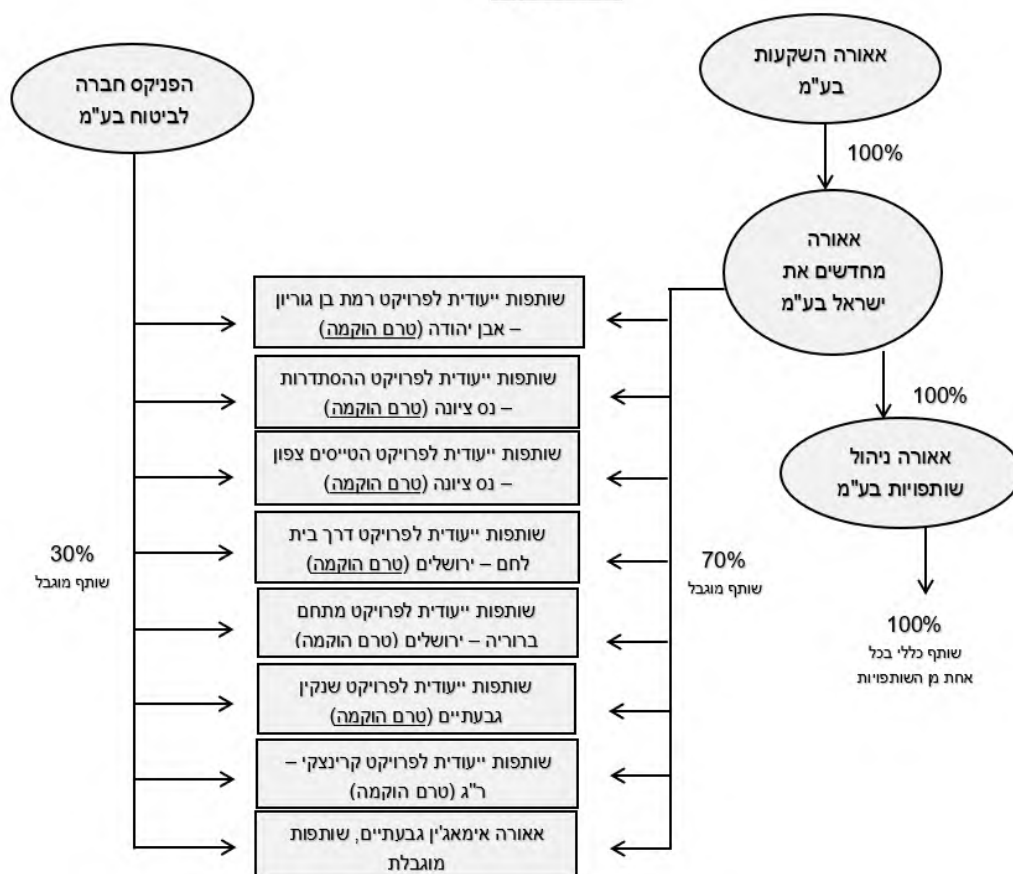 אאורה השקעות
בע"מ
הפניקס חברה
לביטוח בע"מ
100%
אאורה
מחדשים את
ישראל בע"מ
שותפות ייעודית לפרויקט רמת בן גוריון
– אבן יהודה (טרם הוקמה)
שותפות ייעודית לפרויקט ההסתדרות
– נס ציונה (טרם הוקמה)
100%
אאורה ניהול
שותפויות בע"מ
שותפות ייעודית לפרויקט הטייסים צפון
– נס ציונה (טרם הוקמה)
שותפות ייעודית לפרויקט דרך בית
לחם – ירושלים (טרם הוקמה)
70%
שותף מוגבל
30%
שותף מוגבל
שותפות ייעודית לפרויקט מתחם
ברוריה – ירושלים (טרם הוקמה)
100%
שותף כללי בכל
אחת מן השותפויות
שותפות ייעודית לפרויקט שנקין
גבעתיים (טרם הוקמה)
שותפות ייעודית לפרויקט קרינצקי –
ר"ג (טרם הוקמה)
אאורה אימאג'ין גבעתיים, שותפות
מוגבלת